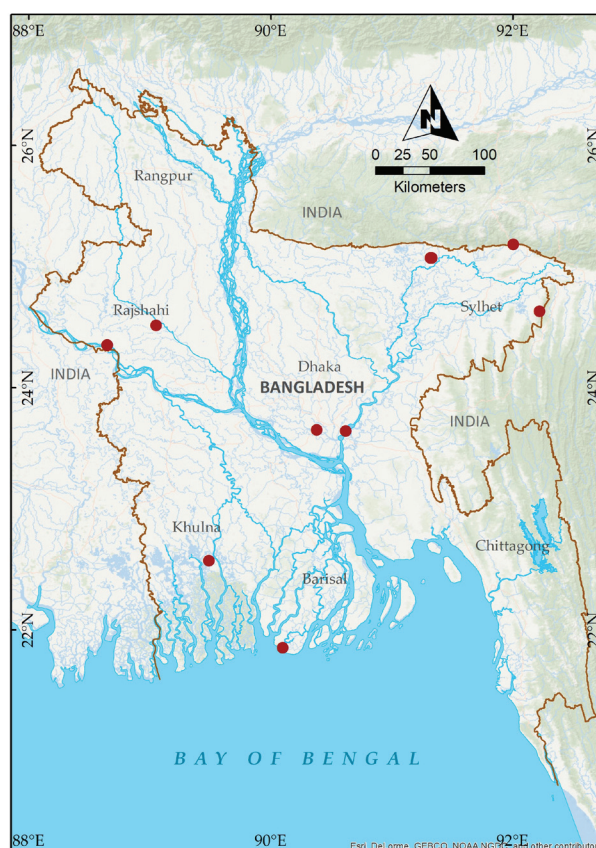 88°E 90°E 92°E
26°N
26°N
N
0 25 50 100
Kilometers
Rangpur
INDIA
Rajshahi
Sylhet
INDIA
Dhaka
BANGLADESH
24°N
24°N
INDIA
Khulna
Chittagong
Barisal
22°N
22°N
BAY OF BENGAL
88°E 90°E 92°E
Esri, DeLorme, GEBCO, NOAA NGDC, and other contributors